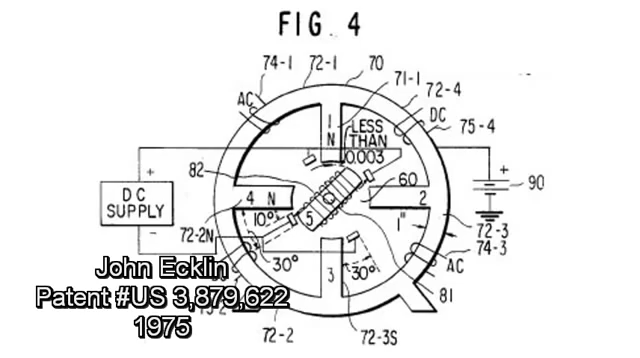 FIG. 4
74-1
72-1
70
71-1
72-4
AC
DC
75-4
1
N
LESS
THAN
0.003
82
+
+
DC
SUPPLY
4 N
60
2
90
5
10°
1"
72-2N
30°
3
30°
72-3
74-3
AC
81
72-2
72-3S
John Ecklin
Patent #US 3,879,622
1975